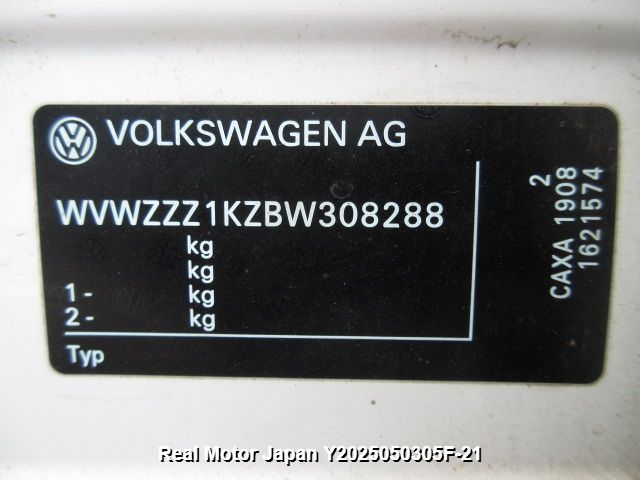 VOLKSWAGEN AG
WVWZZZ1KZBW308288
kg
kg
1- kg
2- kg
Typ
2
CAXA 1908
1621574
Real Motor Japan Y2025050305F-21